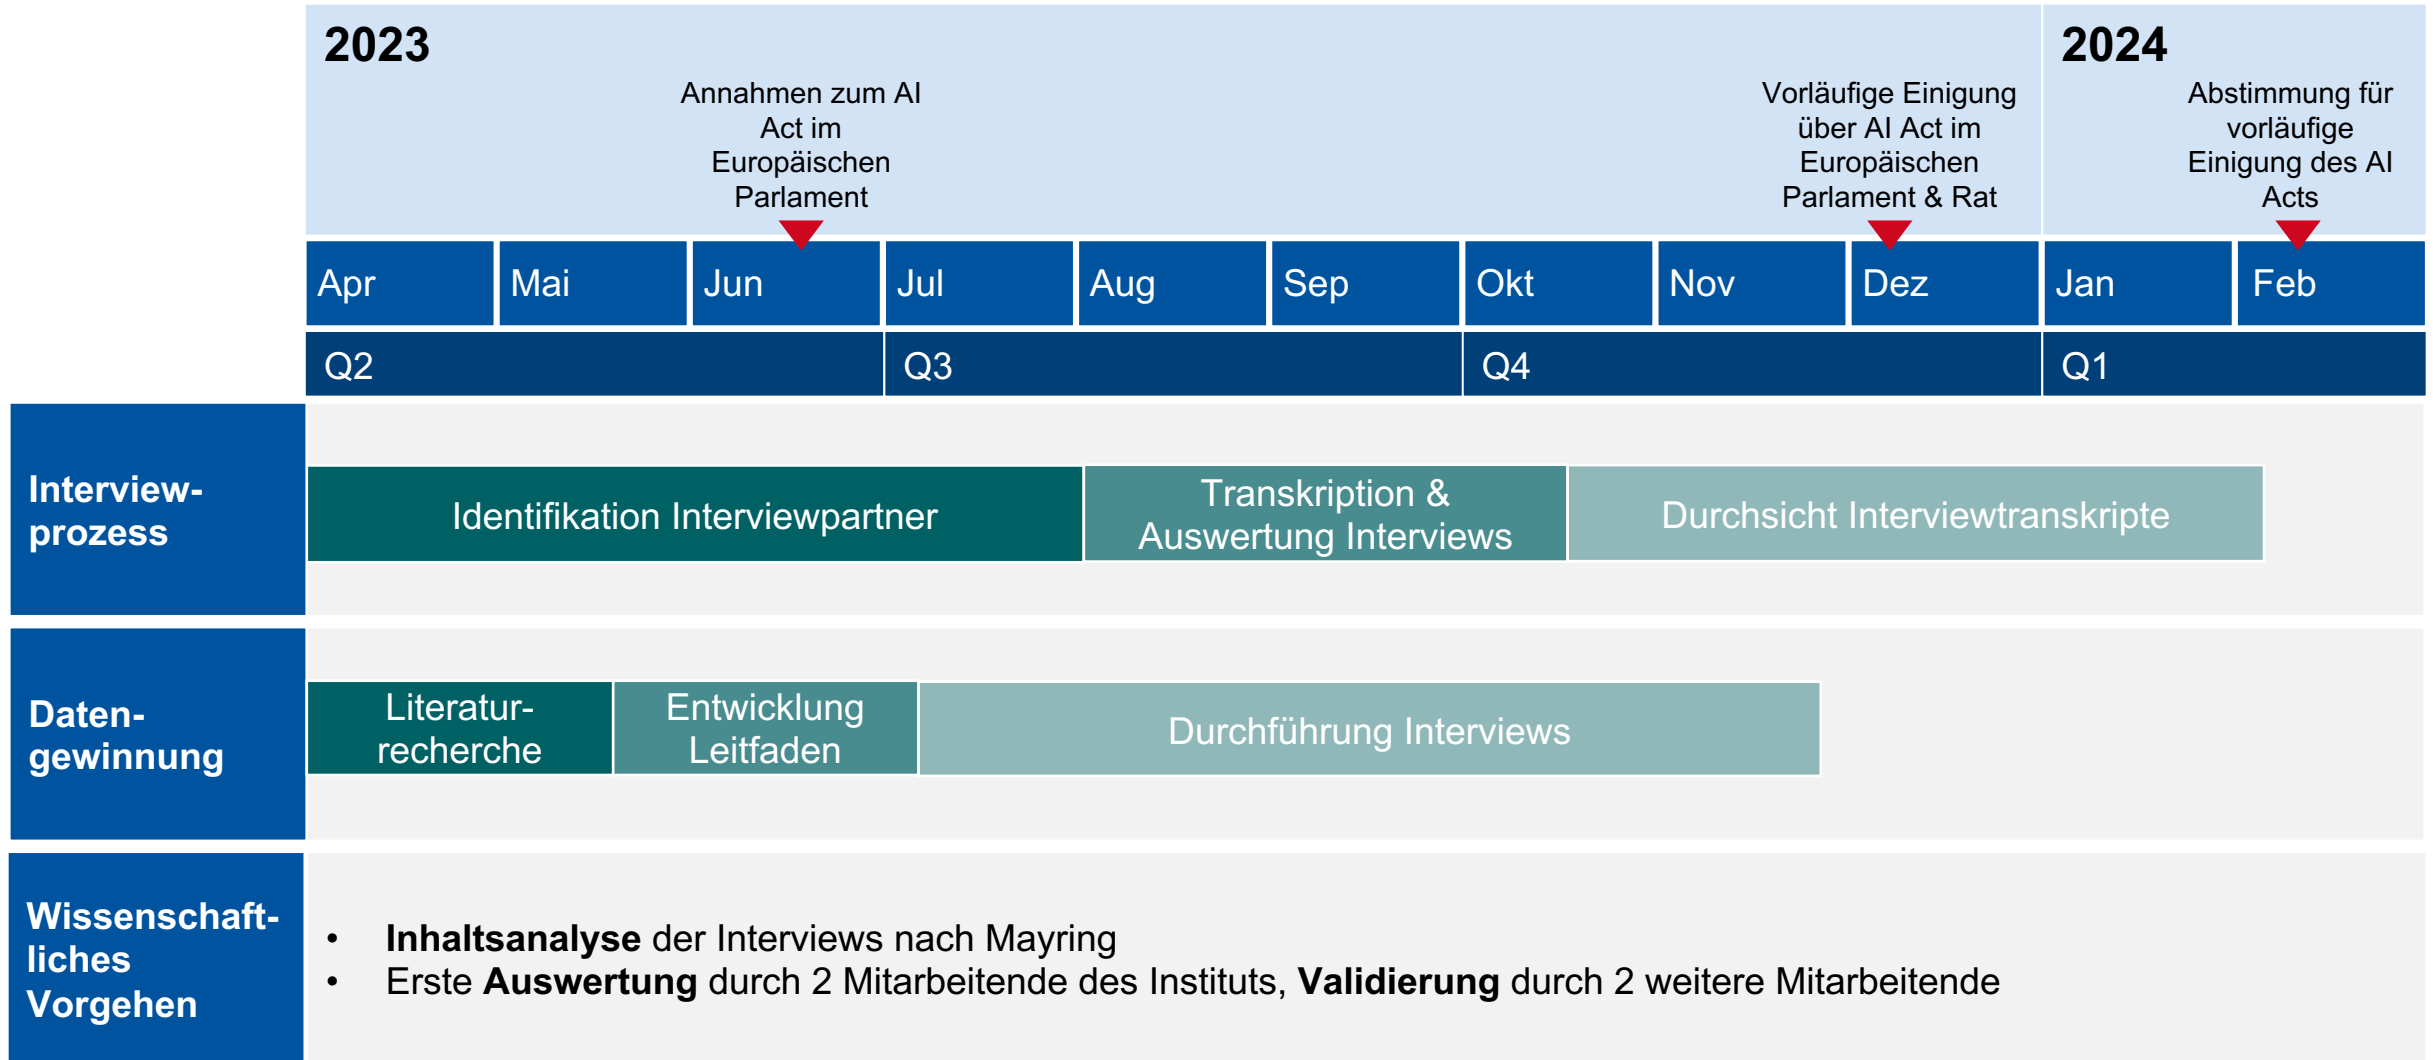 2023
2024
Annahmen zum AI
Act im
Europäischen
Parlament
Vorläufige Einigung
über AI Act im
Europäischen
Parlament & Rat
Abstimmung für
vorläufige
Einigung des AI
Acts
Apr Mai Jun Jul Aug Sep Okt Nov Dez Jan Feb
Q2 Q3 Q4 Q1
Interview-
prozess
Identifikation Interviewpartner
Transkription &
Auswertung Interviews
Durchsicht Interviewtranskripte
Daten-
gewinnung
Literatur-
recherche
Entwicklung
Leitfaden
Durchführung Interviews
Wissenschaft-
liches
Vorgehen
• Inhaltsanalyse der Interviews nach Mayring
• Erste Auswertung durch 2 Mitarbeitende des Instituts, Validierung durch 2 weitere Mitarbeitende